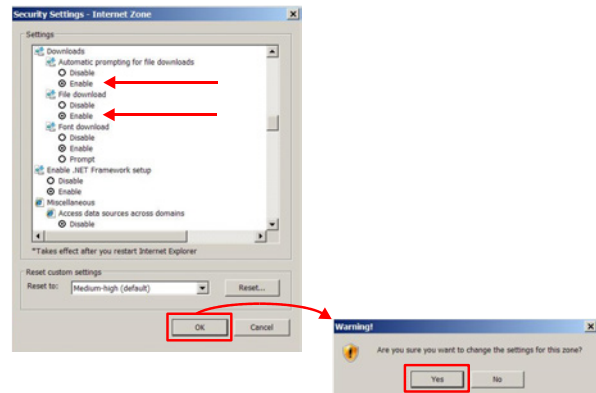 Security Settings - Internet Zone
Settings
Downloads
Automatic prompting for file downloads
Disable
Enable
File download
Disable
Enable
Font download
Disable
Enable
Prompt
Enable .NET Framework setup
Disable
Enable
Miscellaneous
Access data sources across domains
Disable
*Takes effect after you restart Internet Explorer
Reset custom settings
Reset to: Medium-high (default) Reset...
OK Cancel
Warning!
Are you sure you want to change the settings for this zone?
Yes No